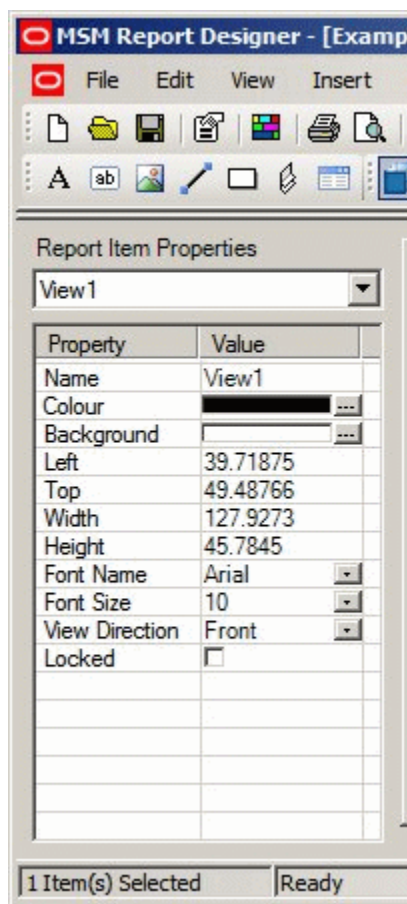 MSM Report Designer - [Examp
File Edit View Insert
A ab
Report Item Properties
View1
Property Value
Name View1
Colour ...
Background ...
Left 39.71875
Top 49.48766
Width 127.9273
Height 45.7845
Font Name Arial
Font Size 10
View Direction Front
Locked
1 Item(s) Selected Ready